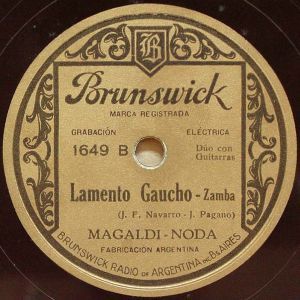 B
Brunswick
MARCA REGISTRADA
GRABACIÓN ELÉCTRICA
1649 B Dúo con Guitarras
Lamento Gaucho - Zamba
(J. F. Navarro - J. Pagano)
MAGALDI - NODA
FABRICACIÓN ARGENTINA
BRUNSWICK RADIO DE ARGENTINA INC. Bs AIRES